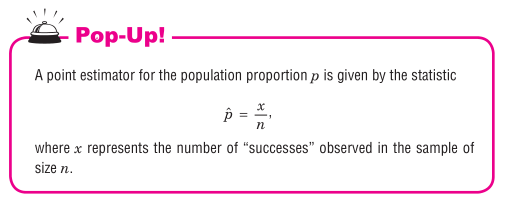 Pop-Up!
A point estimator for the population proportion p is given by the statistic
p̂ = x/n,
where x represents the number of “successes” observed in the sample of
size n.